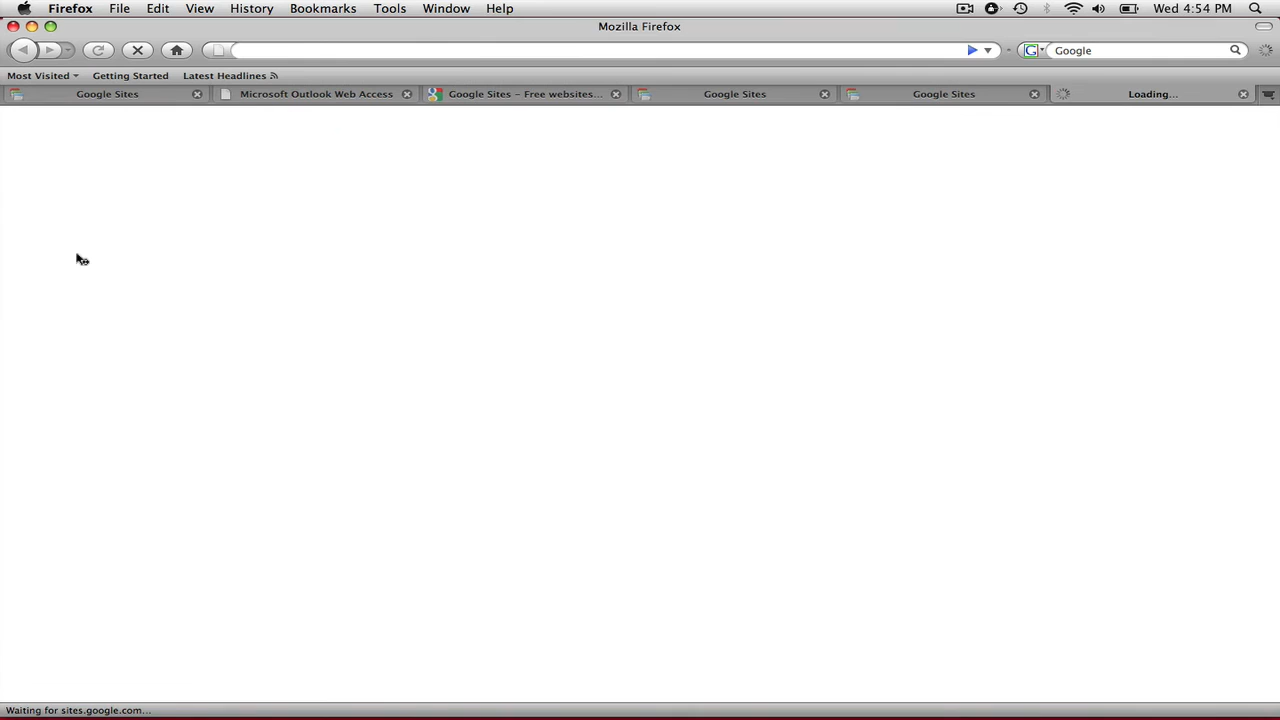 Firefox File Edit View History Bookmarks Tools Window Help Wed 4:54 PM
Mozilla Firefox
Google
Most Visited Getting Started Latest Headlines
Google Sites Microsoft Outlook Web Access Google Sites – Free websites... Google Sites Google Sites Loading...
Waiting for sites.google.com...